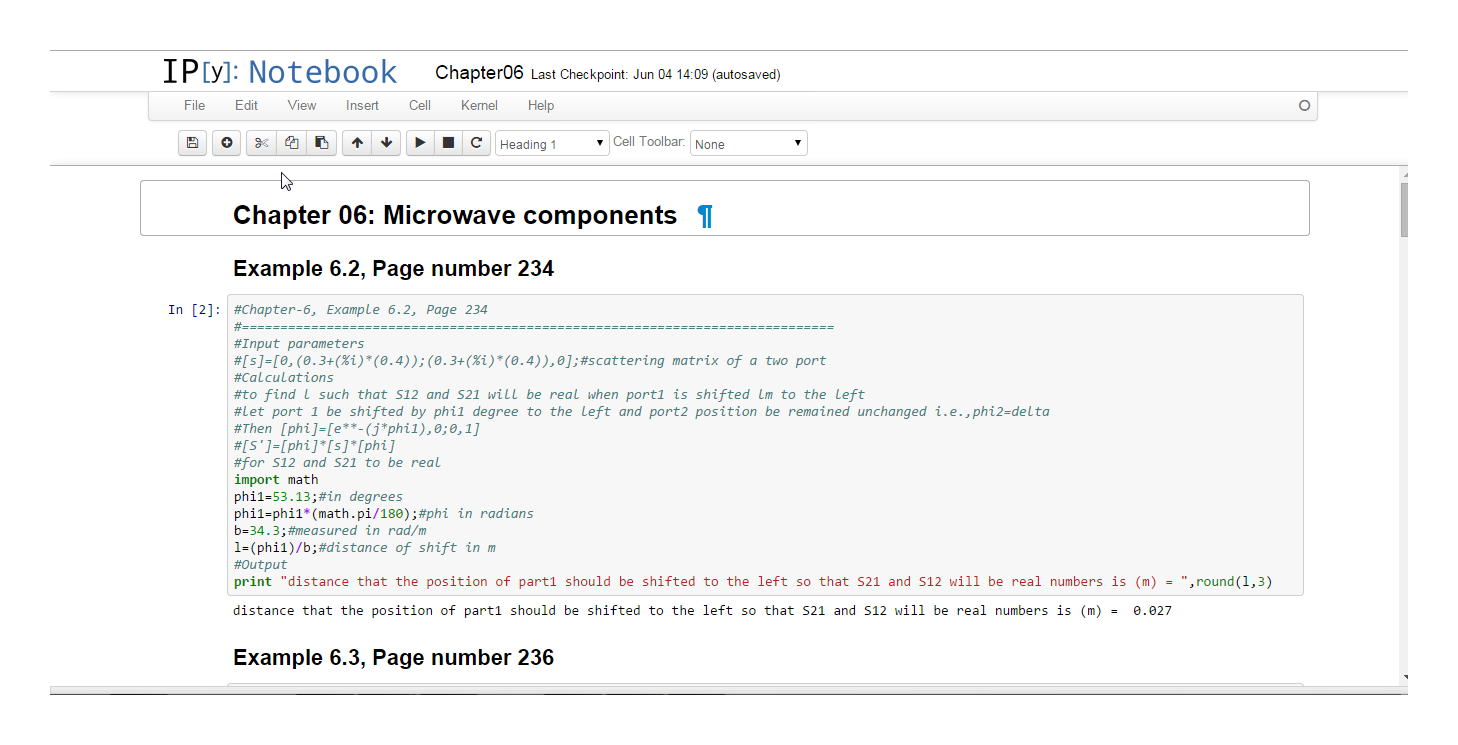 IP[y]: Notebook Chapter06 Last Checkpoint: Jun 04 14:09 (autosaved)
File Edit View Insert Cell Kernel Help
Heading 1 Cell Toolbar: None
Chapter 06: Microwave components ¶
Example 6.2, Page number 234
In [2]: #Chapter-6, Example 6.2, Page 234
#=============================================================================
#Input parameters
#[s]=[0,(0.3+(%i)*(0.4));(0.3+(%i)*(0.4)),0];#scattering matrix of a two port
#Calculations
#to find l such that S12 and S21 will be real when port1 is shifted lm to the left
#let port 1 be shifted by phi1 degree to the left and port2 position be remained unchanged i.e.,phi2=delta
#Then [phi]=[e**-(j*phi1),0;0,1]
#[S']=[phi]*[s]*[phi]
#for S12 and S21 to be real
import math
phi1=53.13;#in degrees
phi1=phi1*(math.pi/180);#phi in radians
b=34.3;#measured in rad/m
l=(phi1)/b;#distance of shift in m
#Output
print "distance that the position of part1 should be shifted to the left so that S21 and S12 will be real numbers is (m) = ",round(l,3)
distance that the position of part1 should be shifted to the left so that S21 and S12 will be real numbers is (m) =  0.027
Example 6.3, Page number 236